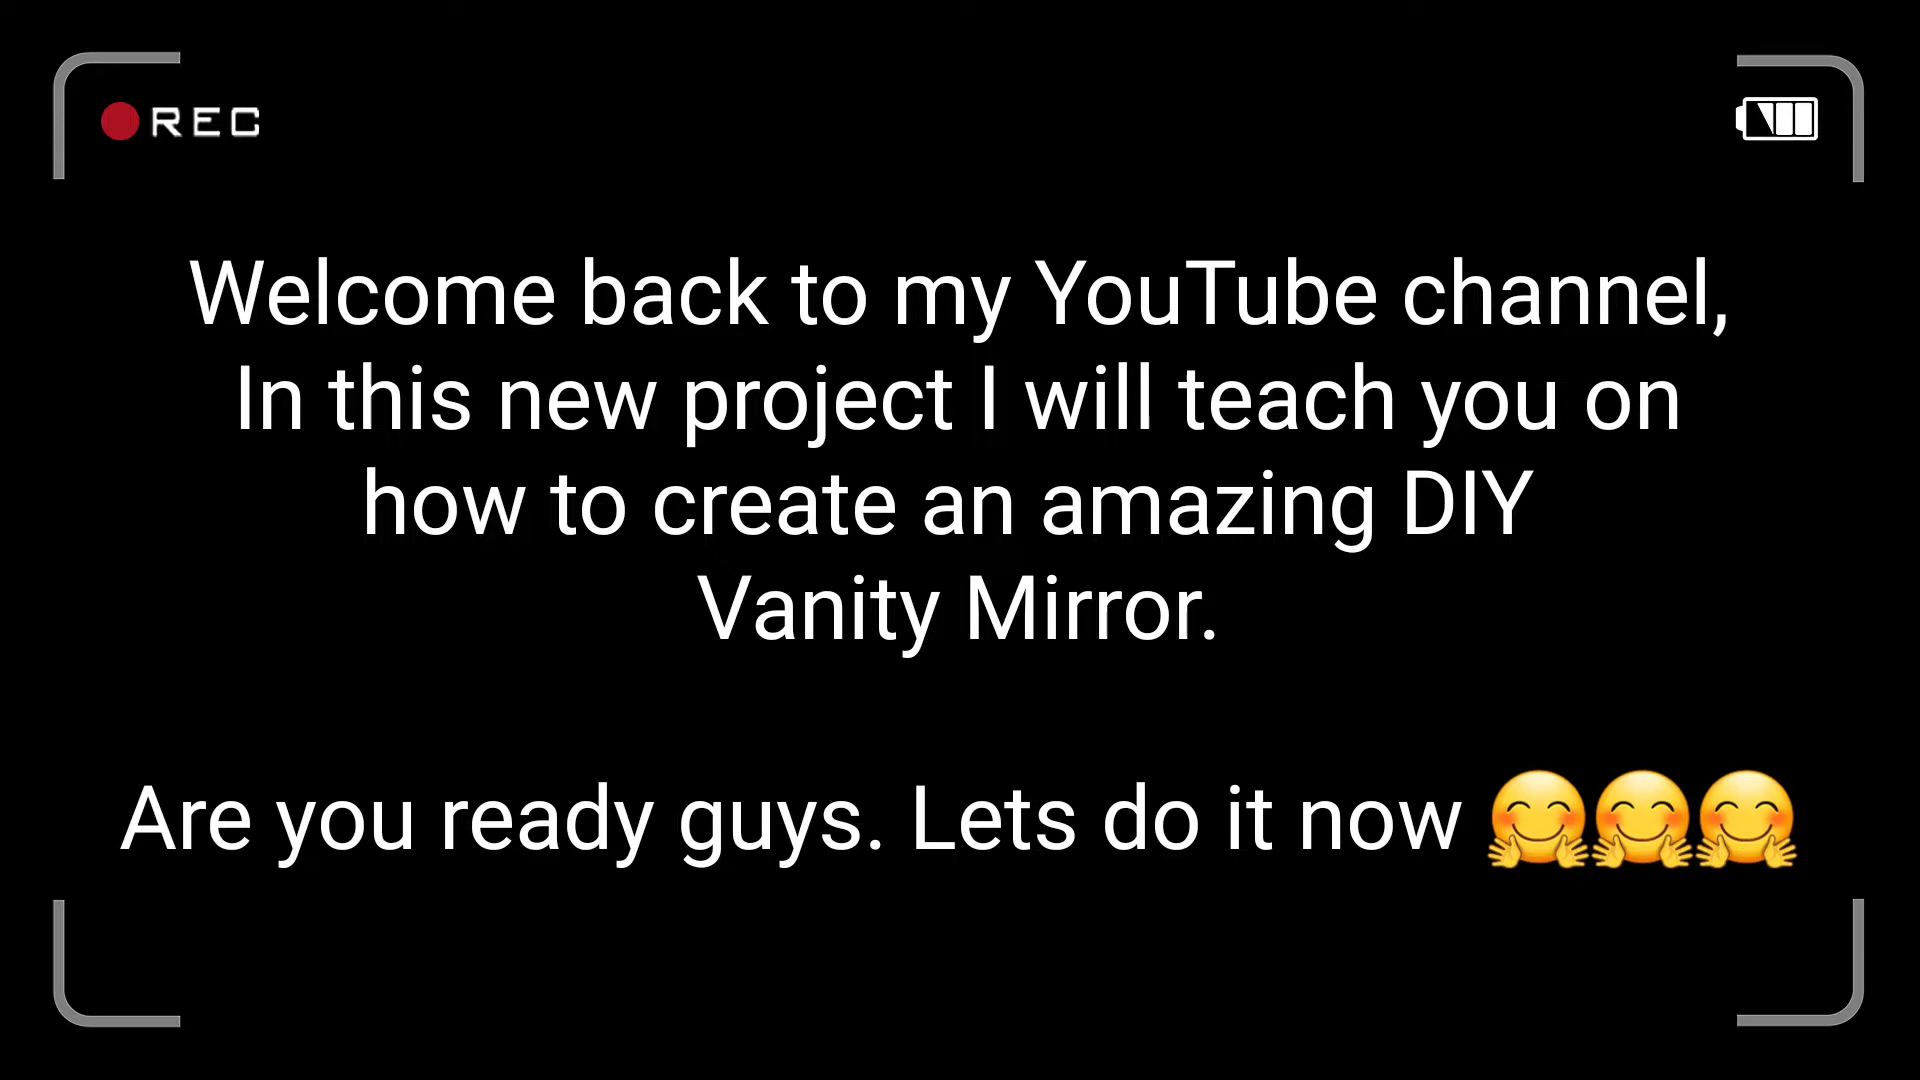 REC
Welcome back to my YouTube channel,
In this new project I will teach you on
how to create an amazing DIY
Vanity Mirror.
Are you ready guys. Lets do it now 🤗🤗🤗